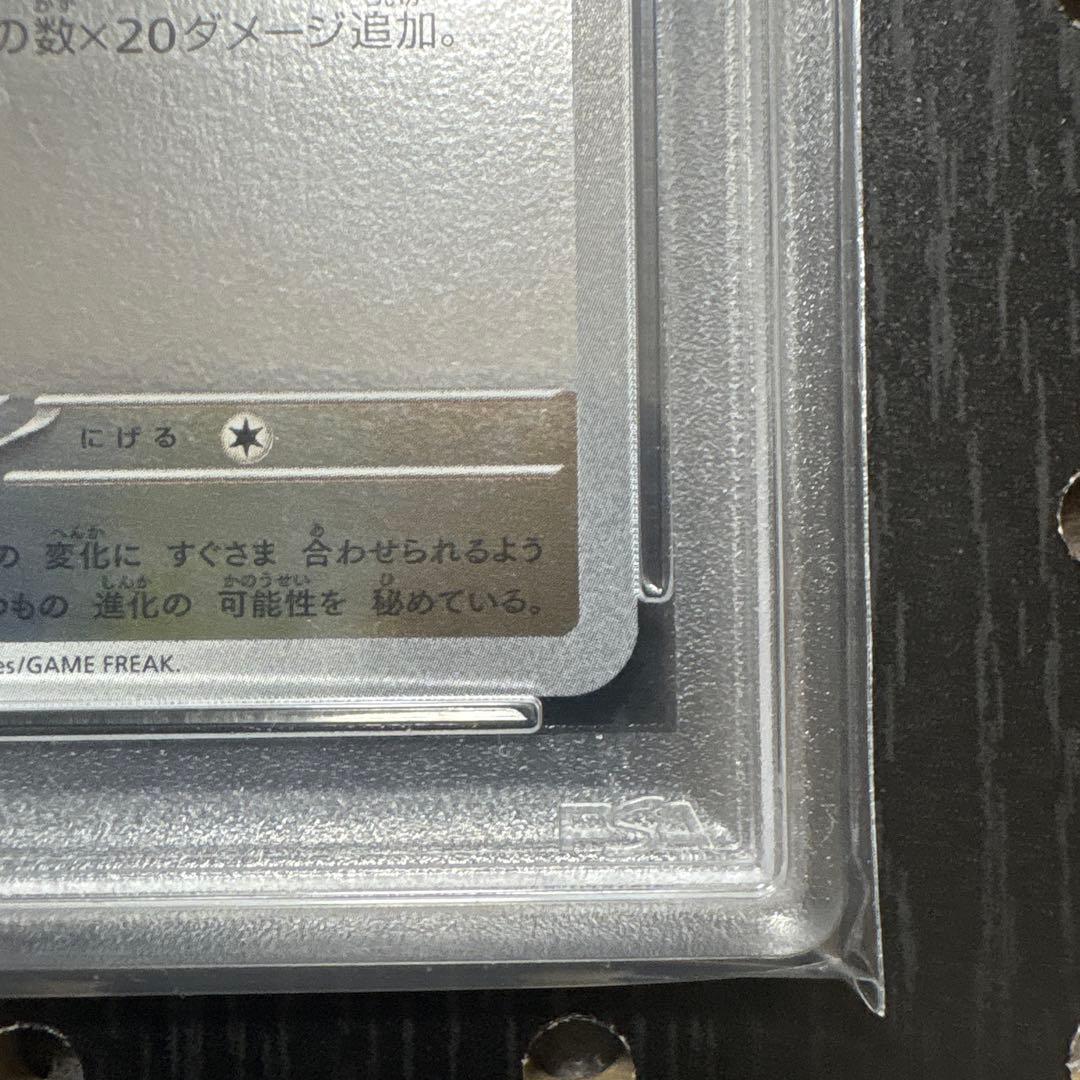 の数×20ダメージ追加。
にげる
の 変化に すぐさま 合わせられるよう
つもの 進化の 可能性を 秘めている。
es/GAME FREAK.
PSA